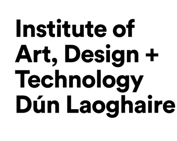 Institute of
Art, Design +
Technology
Dún Laoghaire